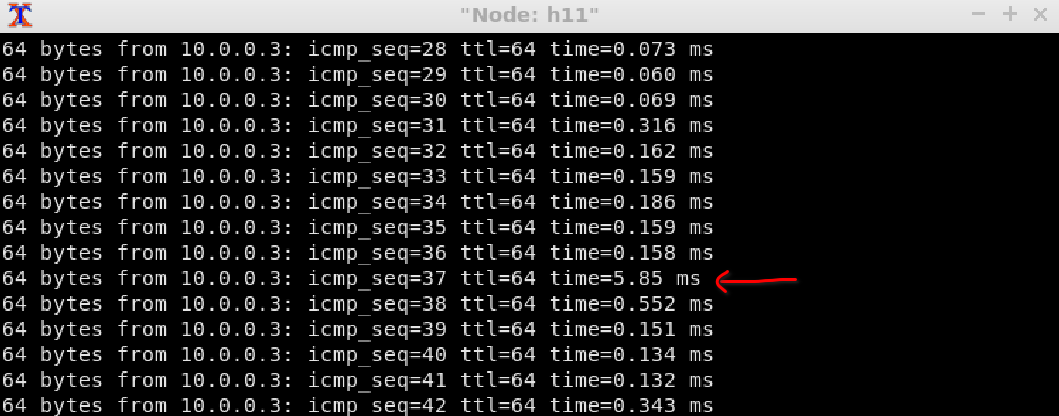 "Node: h11"
64 bytes from 10.0.0.3: icmp_seq=28 ttl=64 time=0.073 ms
64 bytes from 10.0.0.3: icmp_seq=29 ttl=64 time=0.060 ms
64 bytes from 10.0.0.3: icmp_seq=30 ttl=64 time=0.069 ms
64 bytes from 10.0.0.3: icmp_seq=31 ttl=64 time=0.316 ms
64 bytes from 10.0.0.3: icmp_seq=32 ttl=64 time=0.162 ms
64 bytes from 10.0.0.3: icmp_seq=33 ttl=64 time=0.159 ms
64 bytes from 10.0.0.3: icmp_seq=34 ttl=64 time=0.186 ms
64 bytes from 10.0.0.3: icmp_seq=35 ttl=64 time=0.159 ms
64 bytes from 10.0.0.3: icmp_seq=36 ttl=64 time=0.158 ms
64 bytes from 10.0.0.3: icmp_seq=37 ttl=64 time=5.85 ms
64 bytes from 10.0.0.3: icmp_seq=38 ttl=64 time=0.552 ms
64 bytes from 10.0.0.3: icmp_seq=39 ttl=64 time=0.151 ms
64 bytes from 10.0.0.3: icmp_seq=40 ttl=64 time=0.134 ms
64 bytes from 10.0.0.3: icmp_seq=41 ttl=64 time=0.132 ms
64 bytes from 10.0.0.3: icmp_seq=42 ttl=64 time=0.343 ms